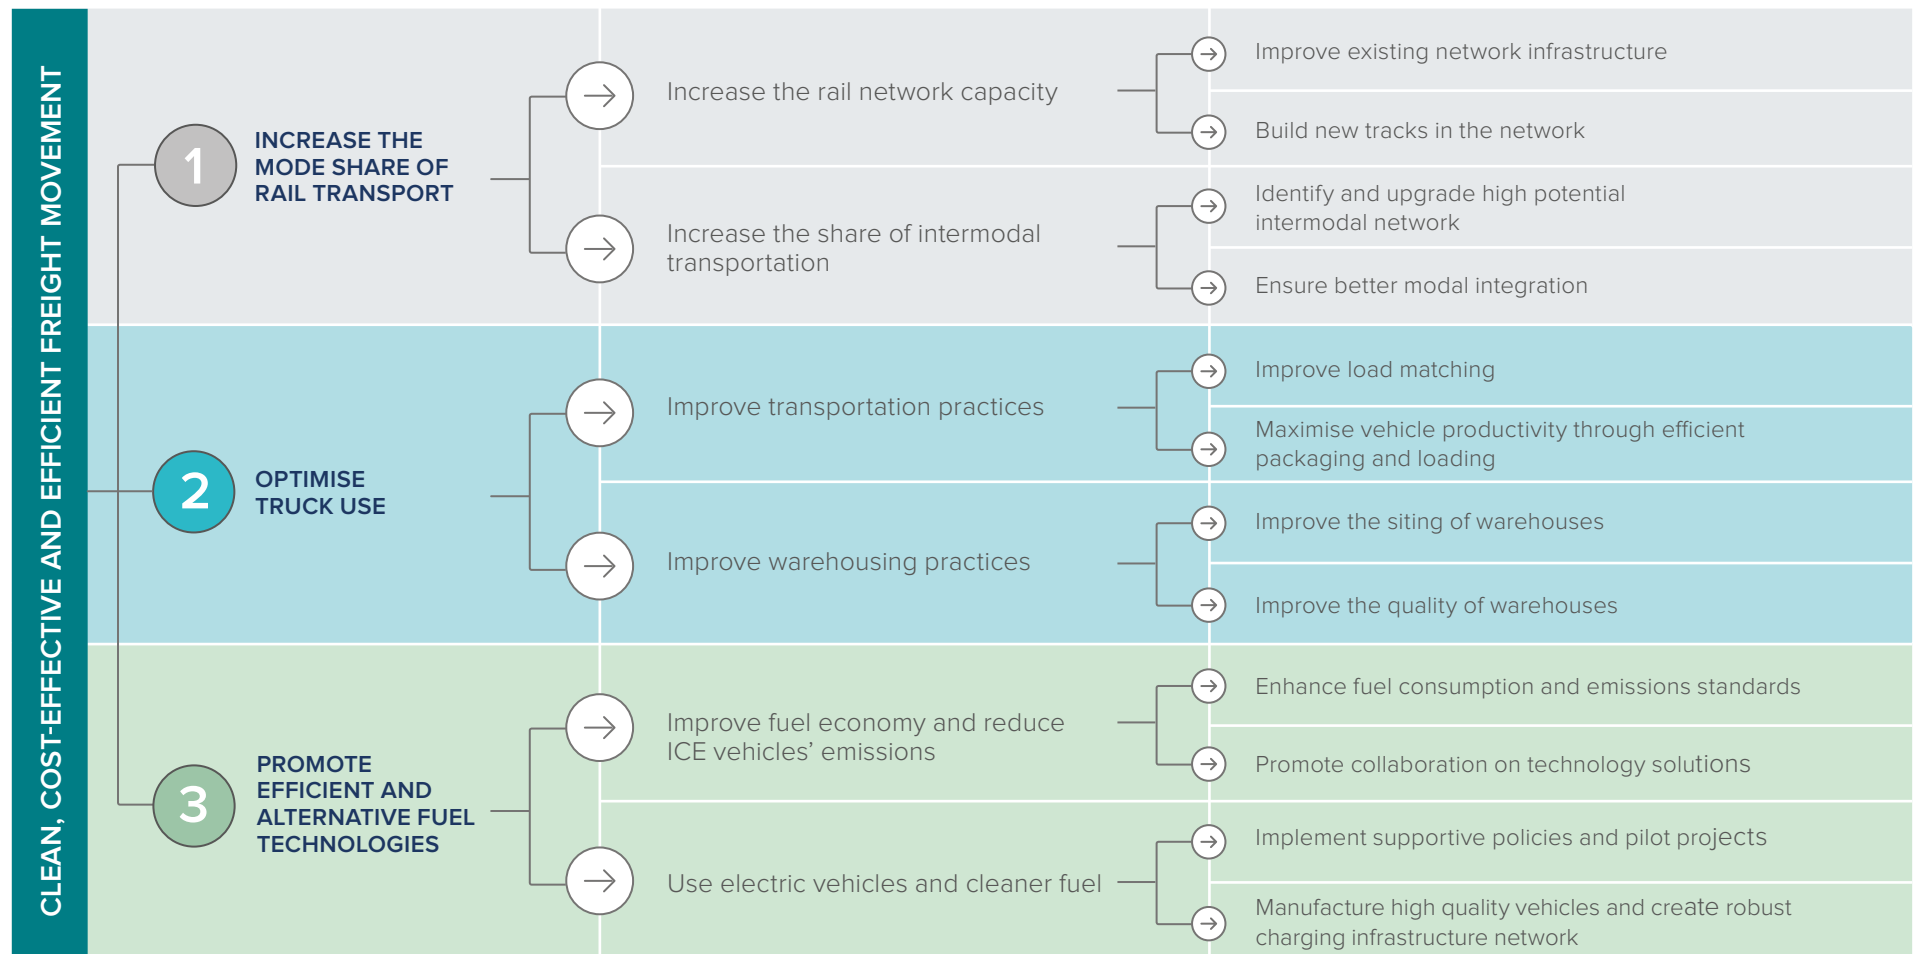 CLEAN, COST-EFFECTIVE AND EFFICIENT FREIGHT MOVEMENT
1
INCREASE THE
MODE SHARE OF
RAIL TRANSPORT
Increase the rail network capacity
Improve existing network infrastructure
Build new tracks in the network
Increase the share of intermodal
transportation
Identify and upgrade high potential
intermodal network
Ensure better modal integration
2
OPTIMISE
TRUCK USE
Improve transportation practices
Improve load matching
Maximise vehicle productivity through efficient
packaging and loading
Improve warehousing practices
Improve the siting of warehouses
Improve the quality of warehouses
3
PROMOTE
EFFICIENT AND
ALTERNATIVE FUEL
TECHNOLOGIES
Improve fuel economy and reduce
ICE vehicles’ emissions
Enhance fuel consumption and emissions standards
Promote collaboration on technology solutions
Use electric vehicles and cleaner fuel
Implement supportive policies and pilot projects
Manufacture high quality vehicles and create robust
charging infrastructure network